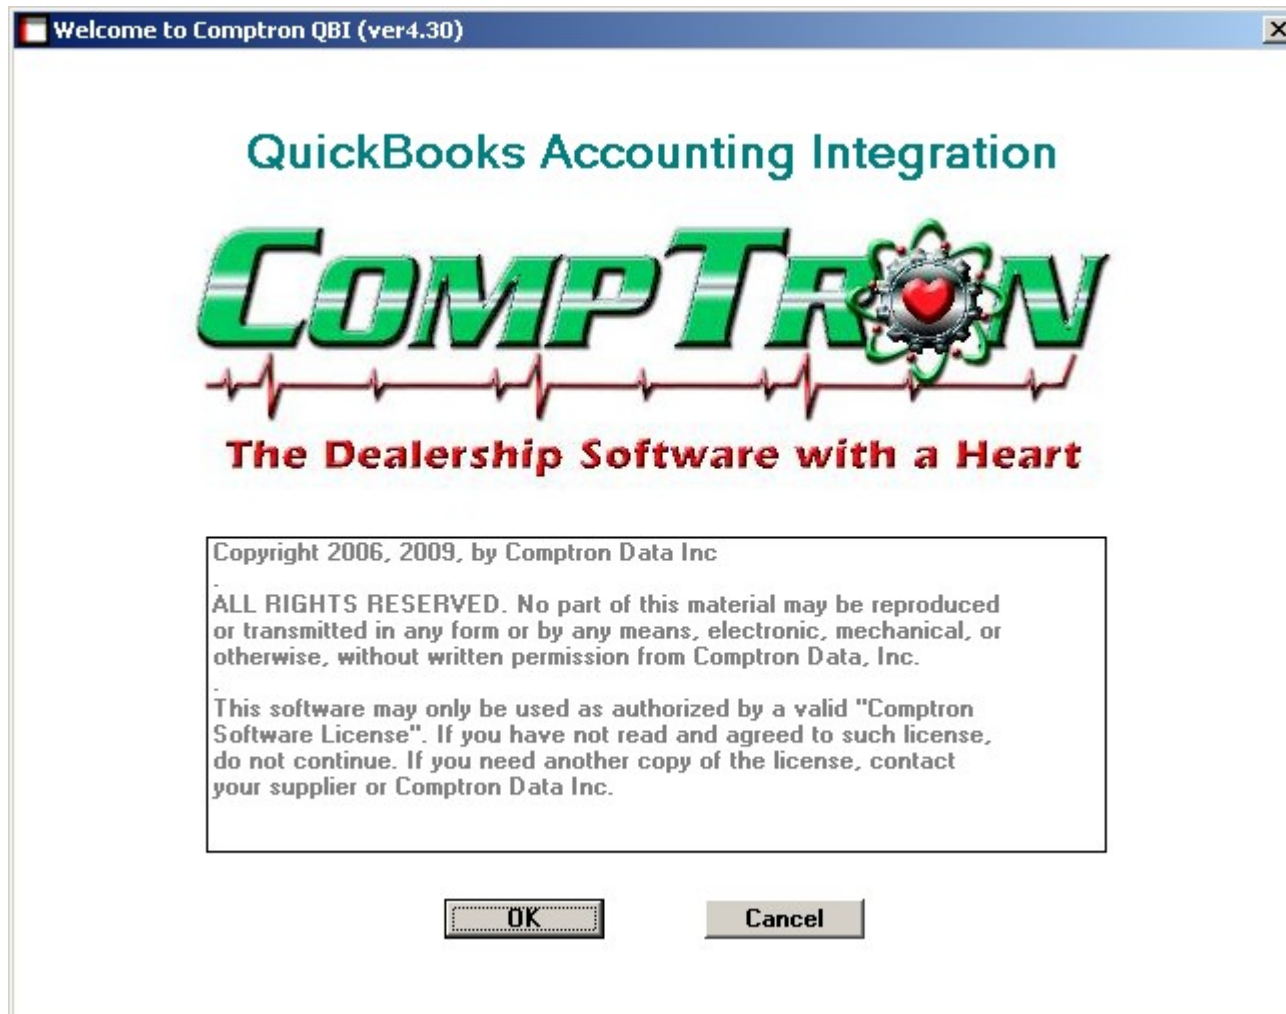 Welcome to Comptron QBI (ver4.30)
QuickBooks Accounting Integration
COMPTRON
The Dealership Software with a Heart
Copyright 2006, 2009, by Comptron Data Inc
.
ALL RIGHTS RESERVED. No part of this material may be reproduced
or transmitted in any form or by any means, electronic, mechanical, or
otherwise, without written permission from Comptron Data, Inc.
.
This software may only be used as authorized by a valid "Comptron
Software License". If you have not read and agreed to such license,
do not continue. If you need another copy of the license, contact
your supplier or Comptron Data Inc.
OK Cancel